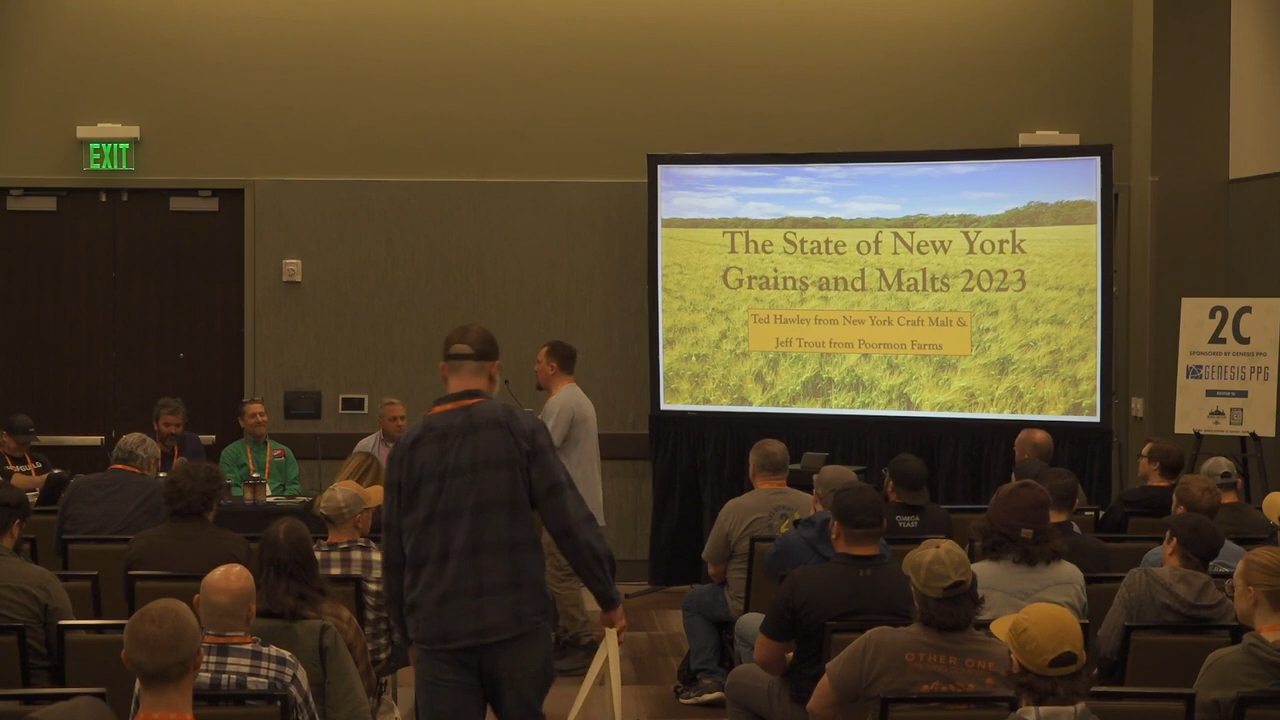 EXIT
The State of New York
Grains and Malts 2023
Ted Hawley from New York Craft Malt &
Jeff Trout from Poormon Farms
2C
SPONSORED BY GENESIS PPG
GENESIS PPG
OMEGA
YEAST
OTHER ONE